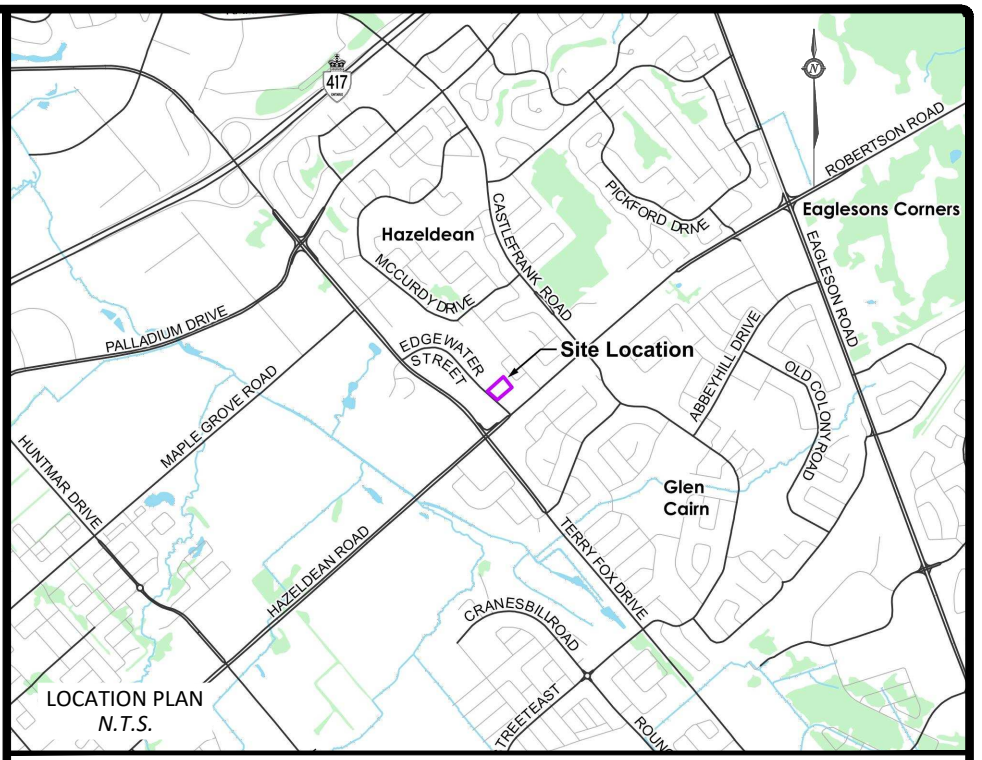 417
ONTARIO
N
ROBERTSON ROAD
Eaglesons Corners
PICKFORD DRIVE
CASTLEFRANK ROAD
Hazeldean
MCCURDY DRIVE
EAGLESON ROAD
PALLADIUM DRIVE
EDGEWATER
STREET
Site Location
ABBEYHILL DRIVE
OLD COLONY ROAD
MAPLE GROVE ROAD
HUNTMAR DRIVE
Glen
Cairn
HAZELDEAN ROAD
TERRY FOX DRIVE
CRANESBILLROAD
LOCATION PLAN
N.T.S.
TREETEAST
ROUN